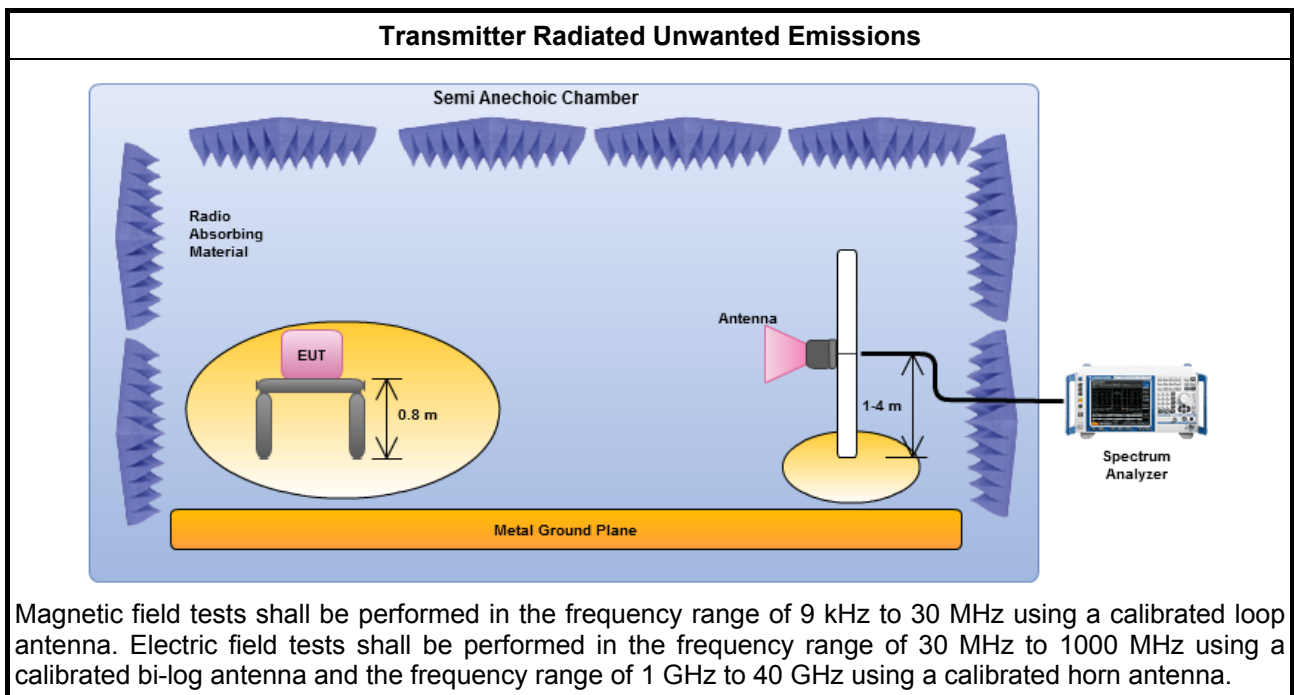 Transmitter Radiated Unwanted Emissions
Semi Anechoic Chamber
Radio
Absorbing
Material
Antenna
EUT
0.8 m
1-4 m
Spectrum
Analyzer
Metal Ground Plane
Magnetic field tests shall be performed in the frequency range of 9 kHz to 30 MHz using a calibrated loop
antenna. Electric field tests shall be performed in the frequency range of 30 MHz to 1000 MHz using a
calibrated bi-log antenna and the frequency range of 1 GHz to 40 GHz using a calibrated horn antenna.